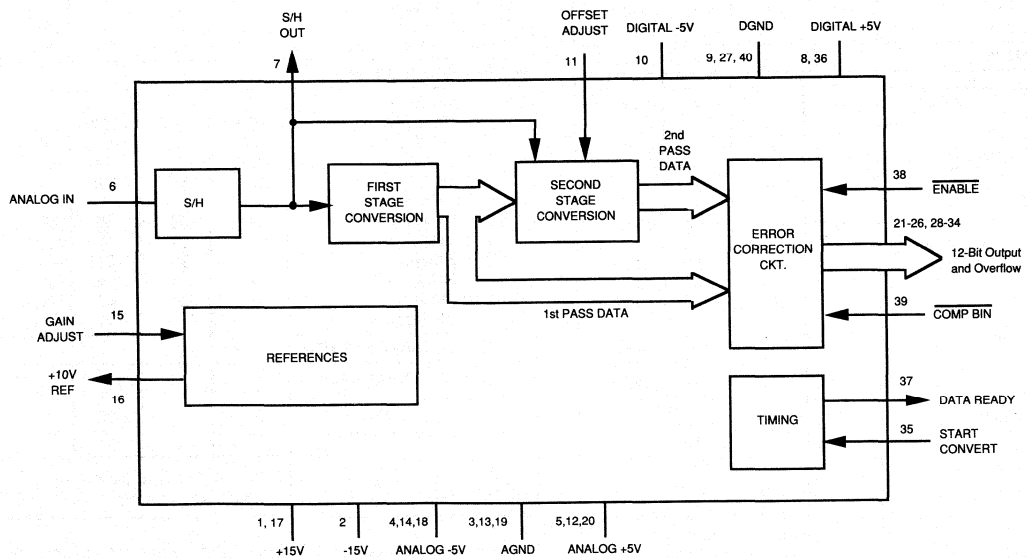 S/H
OUT
7
OFFSET
ADJUST
11
DIGITAL -5V
10
DGND
9, 27, 40
DIGITAL +5V
8, 36
2nd
PASS
DATA
ANALOG IN
6
S/H
FIRST
STAGE
CONVERSION
SECOND
STAGE
CONVERSION
ERROR
CORRECTION
CKT.
38
ENABLE
21-26, 28-34
12-Bit Output
and Overflow
39
COMP BIN
1st PASS DATA
15
GAIN
ADJUST
REFERENCES
+10V
REF
16
TIMING
37
DATA READY
35
START
CONVERT
1, 17
+15V
2
-15V
4,14,18
ANALOG -5V
3,13,19
AGND
5,12,20
ANALOG +5V